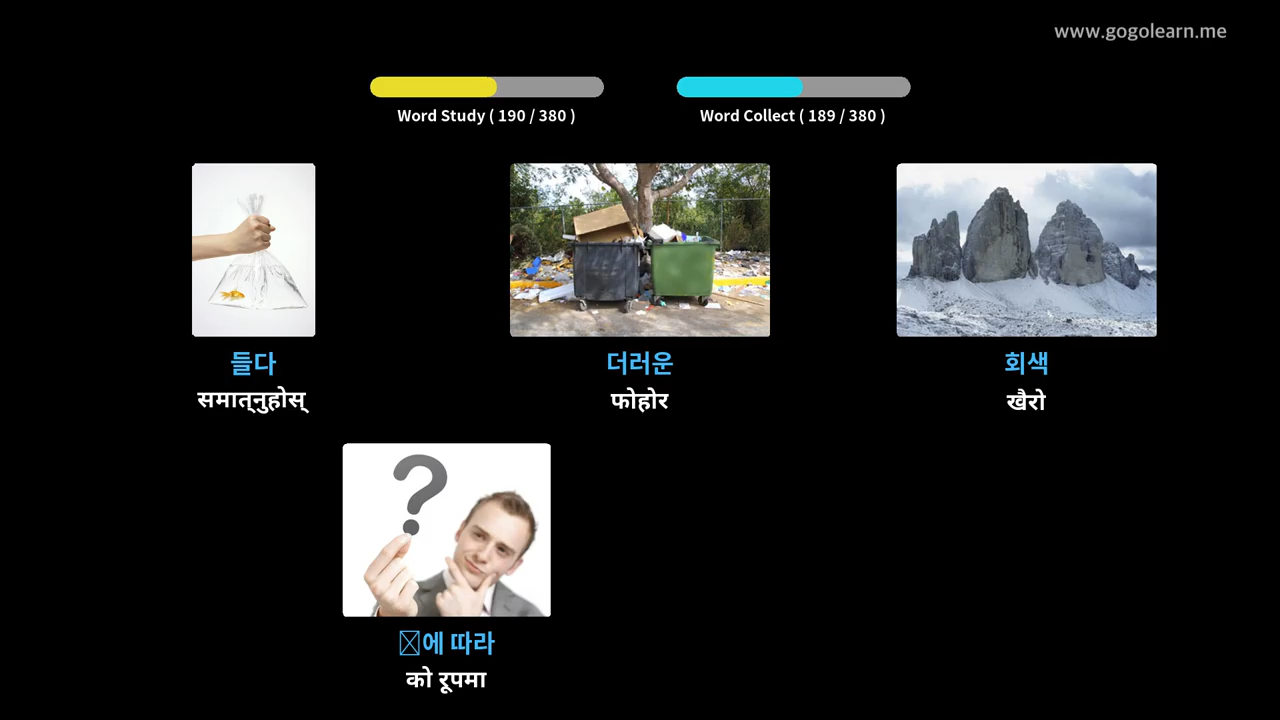 www.gogolearn.me
Word Study ( 190 / 380 )
Word Collect ( 189 / 380 )
들다
समात्नुहोस्
더러운
फोहोर
회색
खैरो
에 따라
को रूपमा